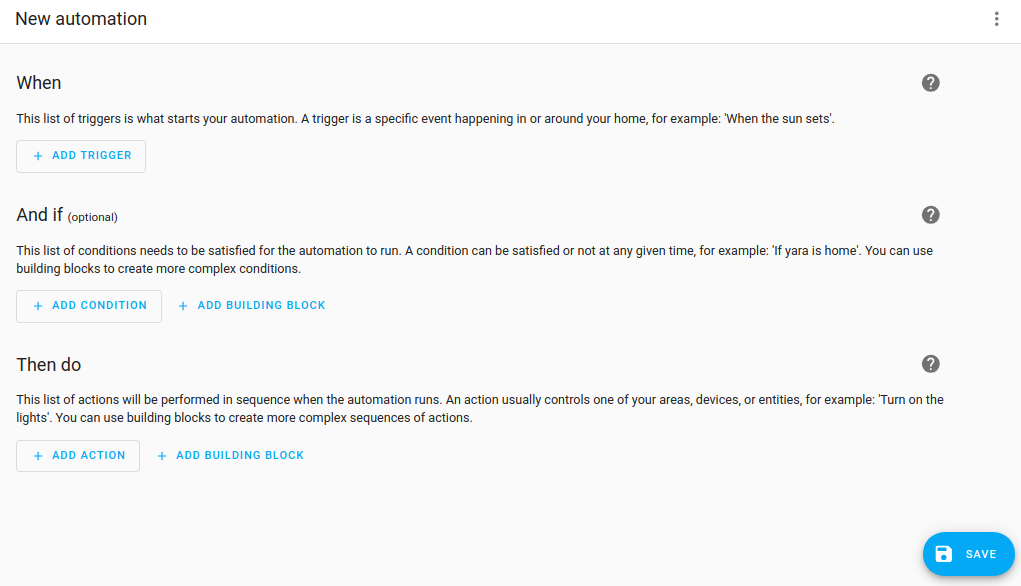 New automation
When
This list of triggers is what starts your automation. A trigger is a specific event happening in or around your home, for example: 'When the sun sets'.
+ ADD TRIGGER
And if (optional)
This list of conditions needs to be satisfied for the automation to run. A condition can be satisfied or not at any given time, for example: 'If yara is home'. You can use
building blocks to create more complex conditions.
+ ADD CONDITION + ADD BUILDING BLOCK
Then do
This list of actions will be performed in sequence when the automation runs. An action usually controls one of your areas, devices, or entities, for example: 'Turn on the
lights'. You can use building blocks to create more complex sequences of actions.
+ ADD ACTION + ADD BUILDING BLOCK
SAVE